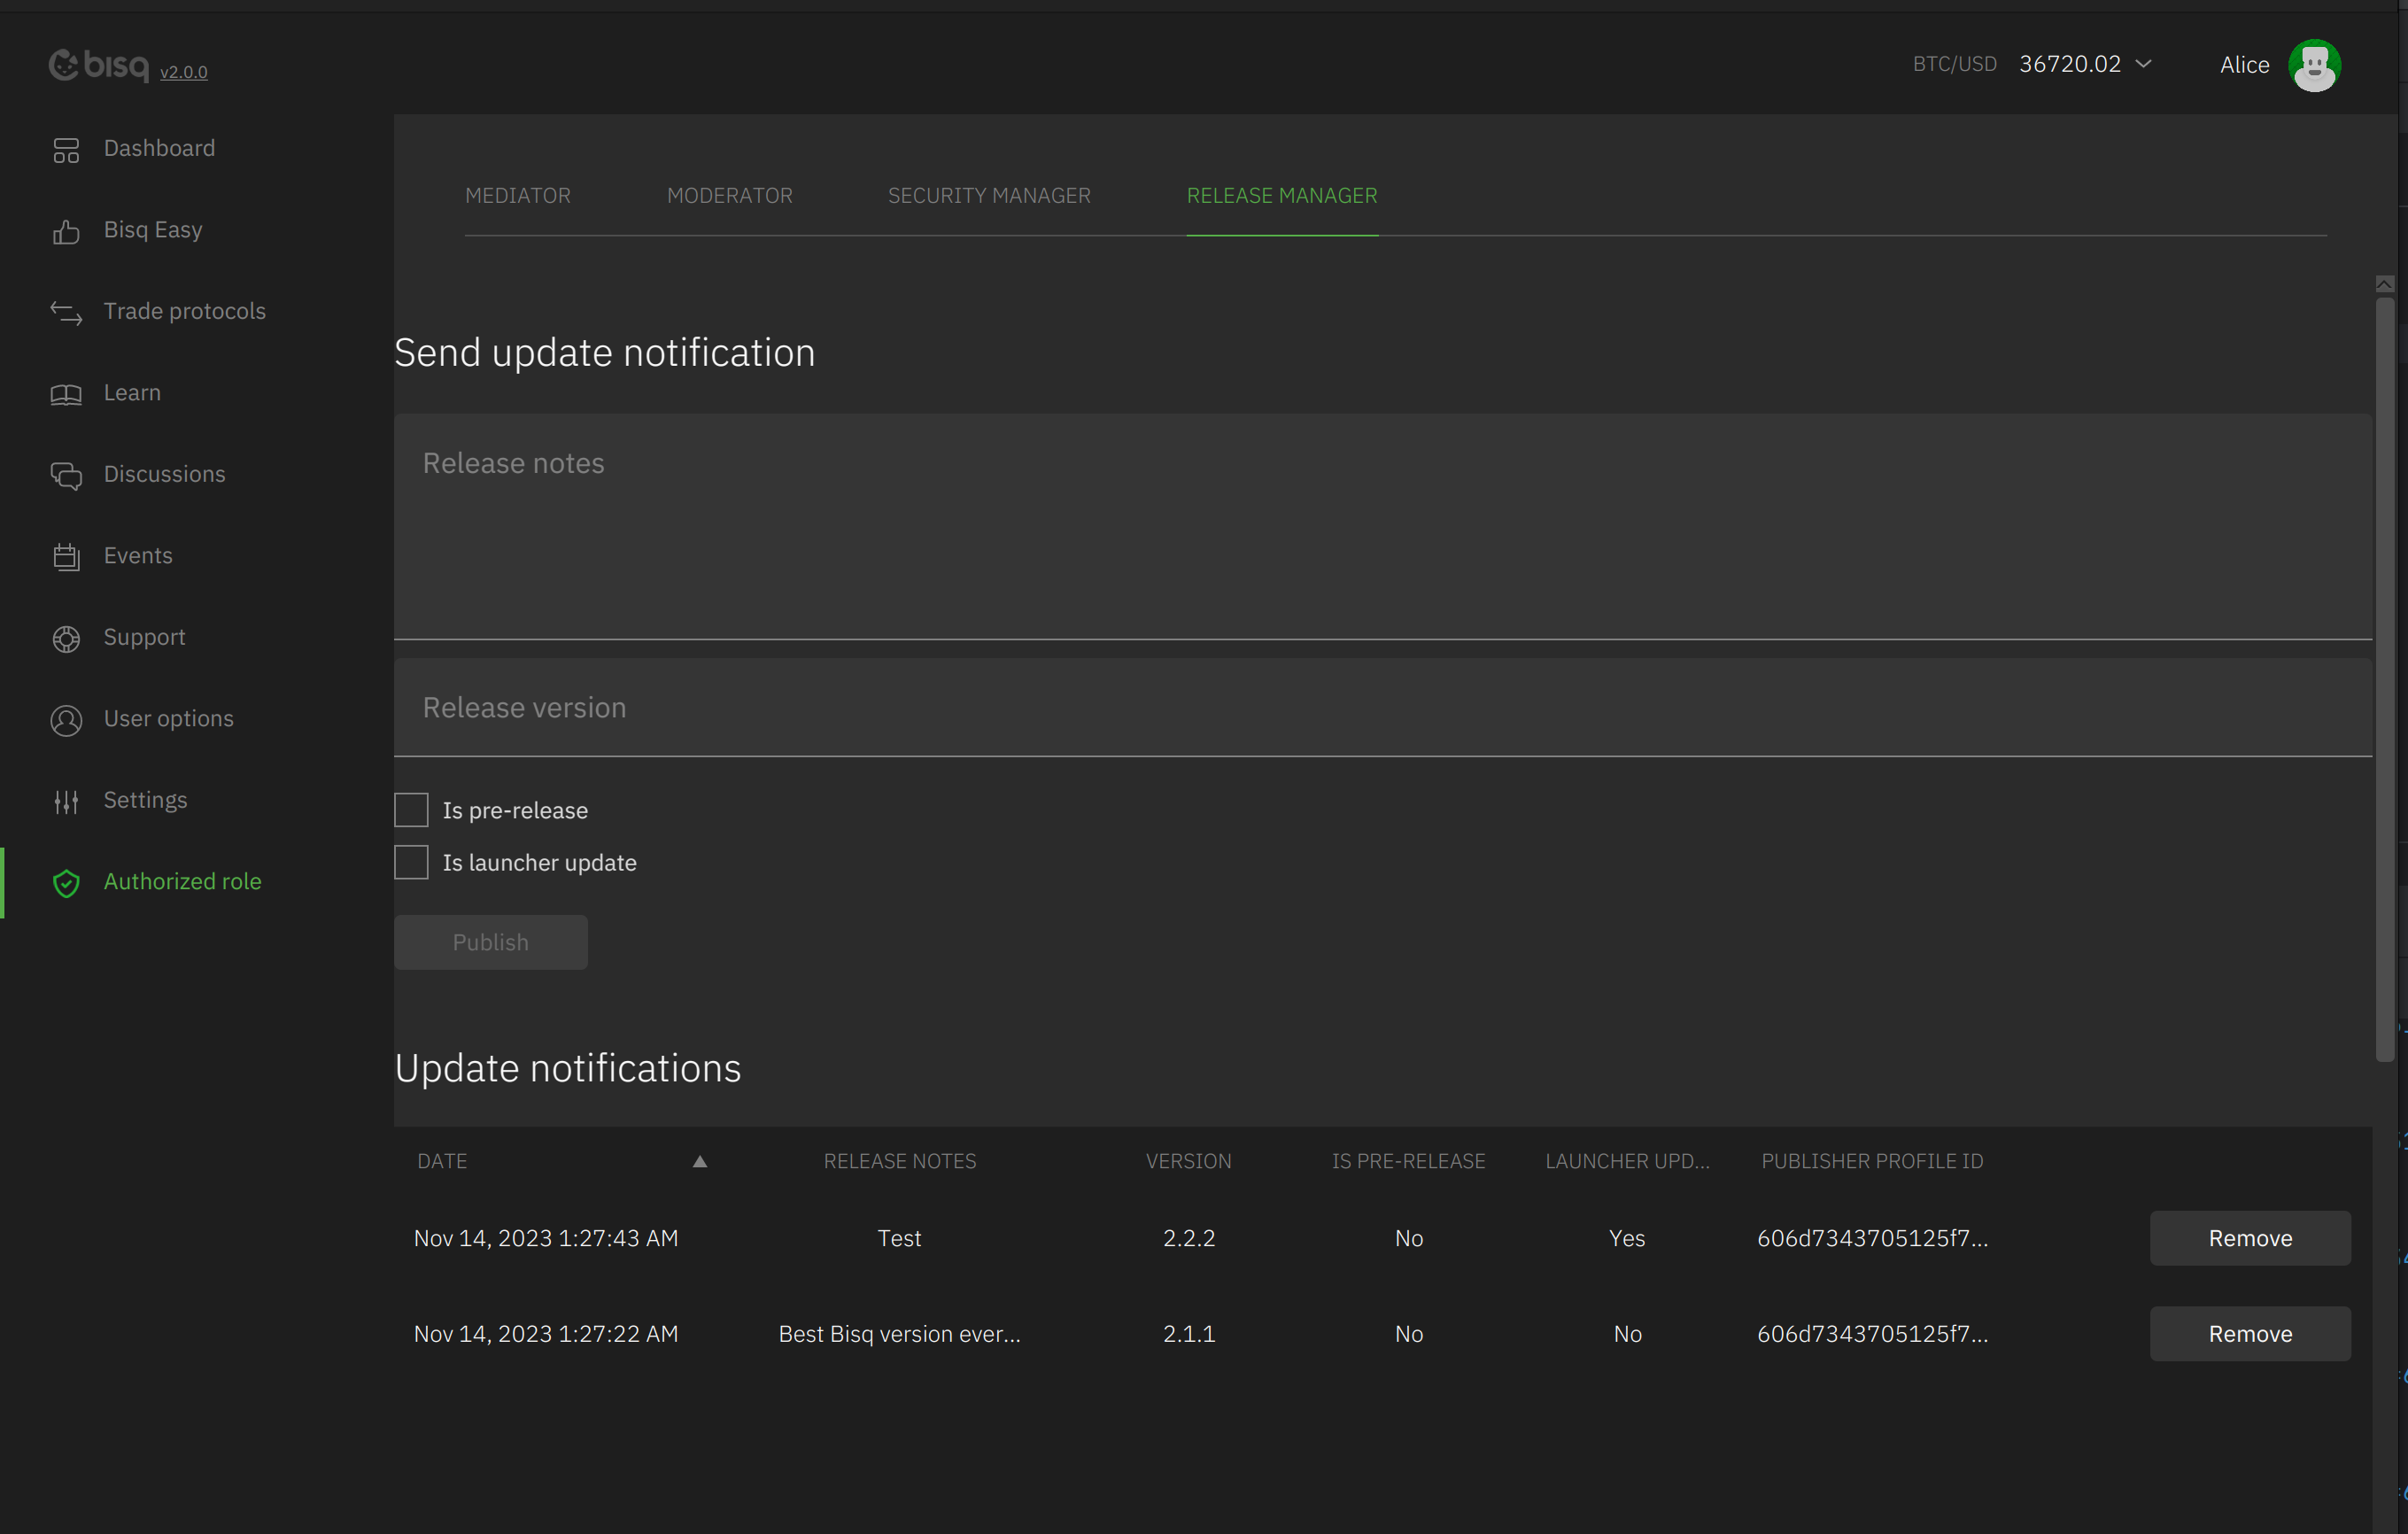 bisq v2.0.0
BTC/USD 36720.02
Alice
Dashboard
Bisq Easy
Trade protocols
Learn
Discussions
Events
Support
User options
Settings
Authorized role
MEDIATOR MODERATOR SECURITY MANAGER RELEASE MANAGER
Send update notification
Release notes
Release version
Is pre-release
Is launcher update
Publish
Update notifications
DATE RELEASE NOTES VERSION IS PRE-RELEASE LAUNCHER UPD... PUBLISHER PROFILE ID
Nov 14, 2023 1:27:43 AM Test 2.2.2 No Yes 606d7343705125f7... Remove
Nov 14, 2023 1:27:22 AM Best Bisq version ever... 2.1.1 No No 606d7343705125f7... Remove